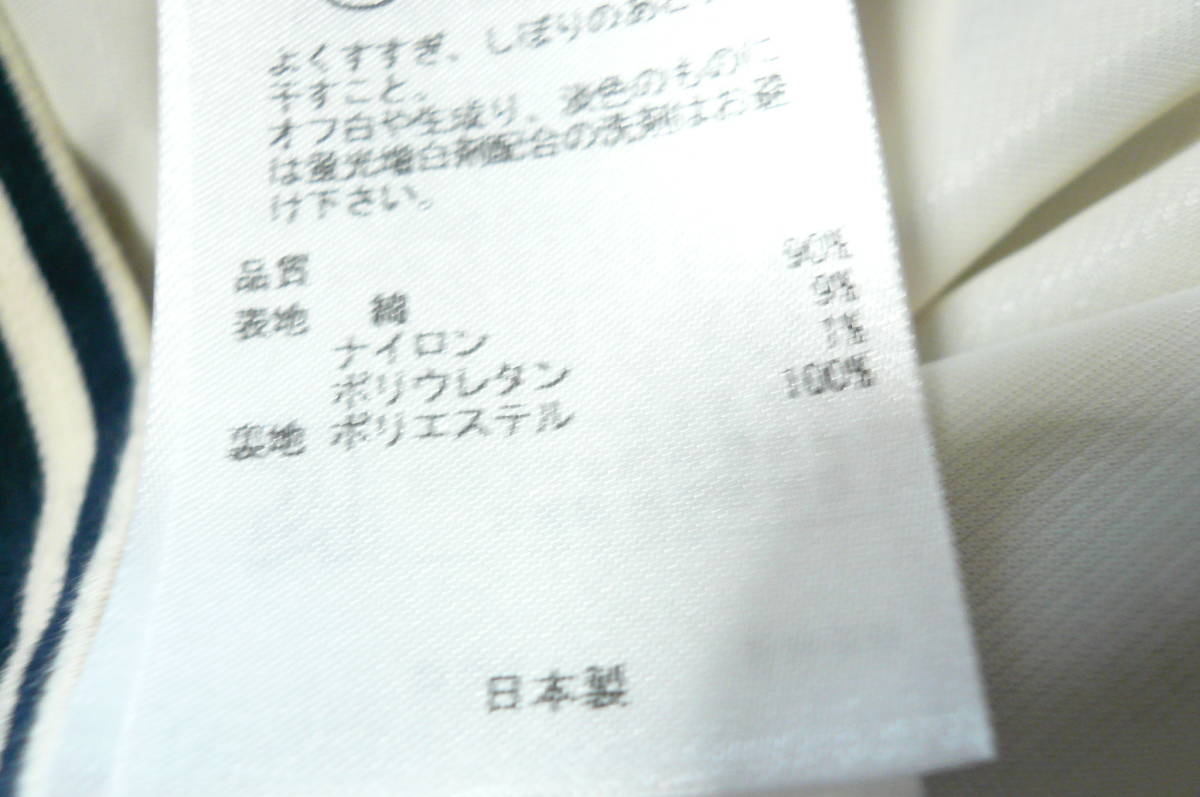 よくすすぎ、しぼりのあと
干すこと。
オフ白や生成り、淡色のものに
は蛍光増白剤配合の洗剤はお避
け下さい。
品質
表地 綿 90%
ナイロン 9%
ポリウレタン 1%
裏地 ポリエステル 100%
日本製